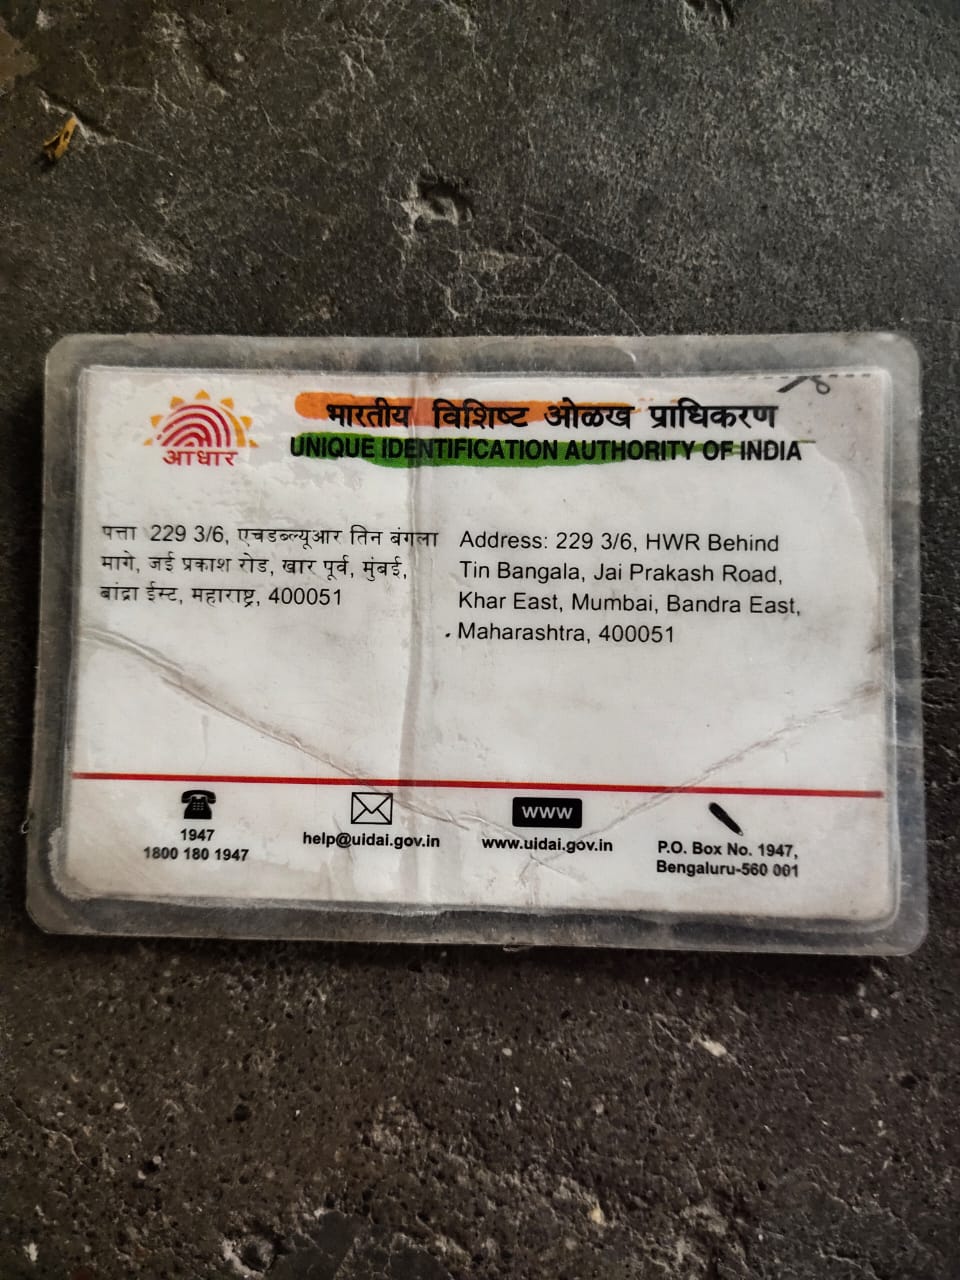 भारतीय विशिष्ट ओळख प्राधिकरण
UNIQUE IDENTIFICATION AUTHORITY OF INDIA
आधार
पत्ता 229 3/6, एचडब्ल्यूआर तिन बंगला
मागे, जई प्रकाश रोड, खार पूर्व, मुंबई,
बांद्रा ईस्ट, महाराष्ट्र, 400051
Address: 229 3/6, HWR Behind
Tin Bangala, Jai Prakash Road,
Khar East, Mumbai, Bandra East,
Maharashtra, 400051
1947
1800 180 1947
help@uidai.gov.in
www
www.uidai.gov.in
P.O. Box No. 1947,
Bengaluru-560 001